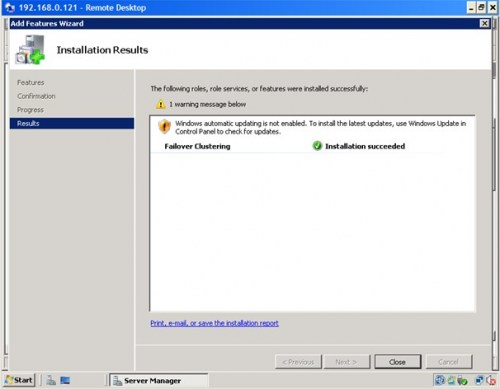 192.168.0.121 - Remote Desktop
Add Features Wizard
Installation Results
Features
Confirmation
Progress
Results
The following roles, role services, or features were installed successfully:
1 warning message below
Windows automatic updating is not enabled. To install the latest updates, use Windows Update in
Control Panel to check for updates.
Failover Clustering Installation succeeded
Print, e-mail, or save the installation report
< Previous Next > Close Cancel
Start Server Manager